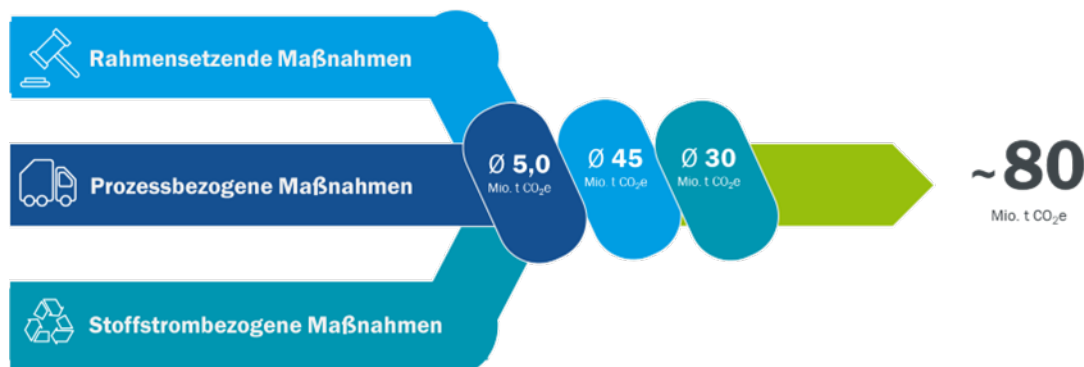 Rahmensetzende Maßnahmen
Prozessbezogene Maßnahmen
Stoffstrombezogene Maßnahmen
Ø 5,0
Mio. t CO₂e
Ø 45
Mio. t CO₂e
Ø 30
Mio. t CO₂e
~80
Mio. t CO₂e